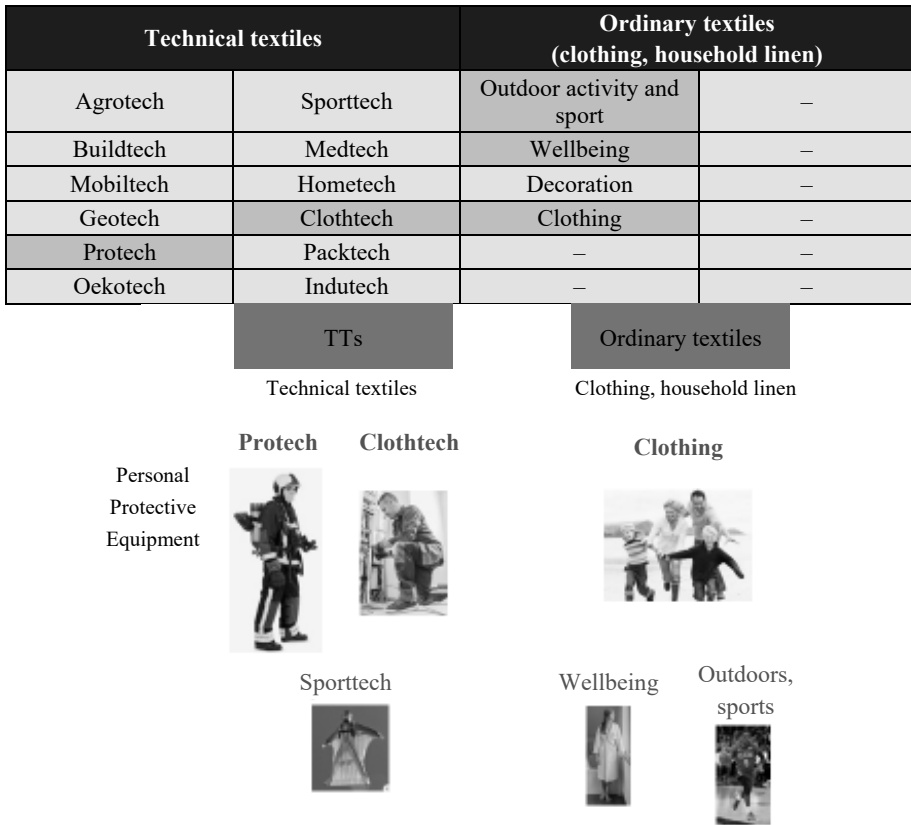 Technical textiles
Ordinary textiles
(clothing, household linen)
Agrotech
Sporttech
Outdoor activity and
sport
–
Buildtech
Medtech
Wellbeing
–
Mobiltech
Hometech
Decoration
–
Geotech
Clothtech
Clothing
–
Protech
Packtech
–
–
Oekotech
Indutech
–
–
TTs
Ordinary textiles
Technical textiles
Clothing, household linen
Protech
Clothtech
Clothing
Personal
Protective
Equipment
Sporttech
Wellbeing
Outdoors,
sports